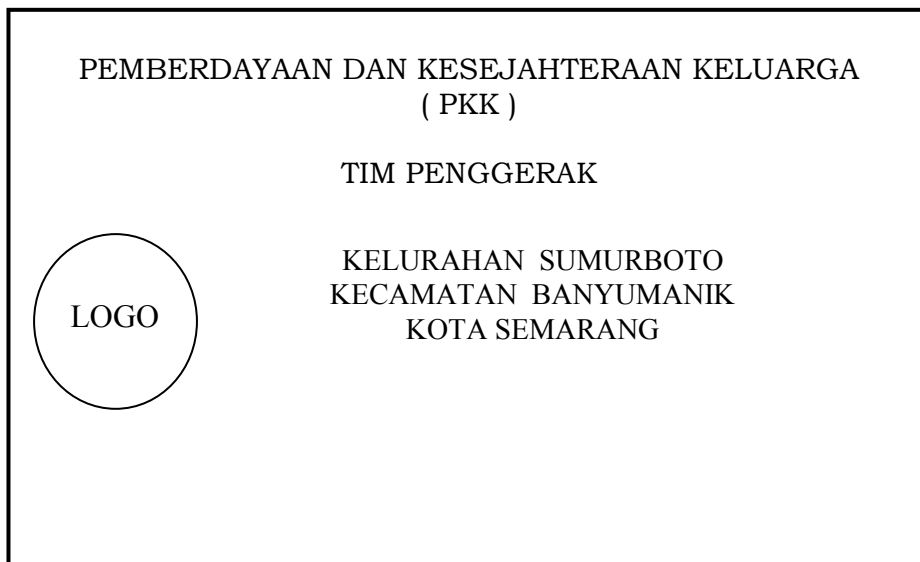 PEMBERDAYAAN DAN KESEJAHTERAAN KELUARGA
( PKK )
TIM PENGGERAK
KELURAHAN SUMURBOTO
KECAMATAN BANYUMANIK
KOTA SEMARANG
LOGO